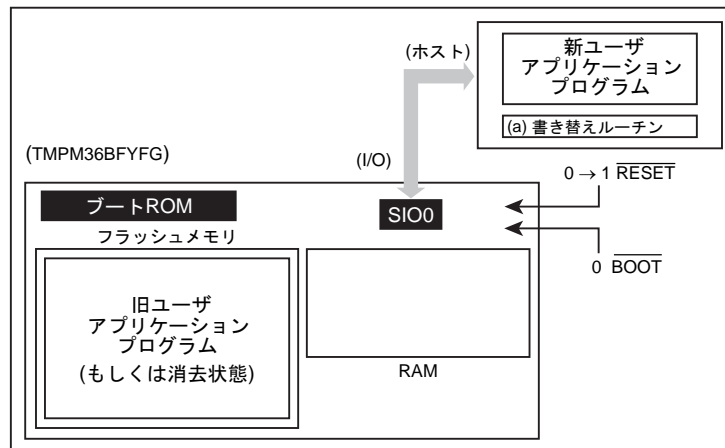 (ホスト)
新ユーザ
アプリケーション
プログラム
(a) 書き替えルーチン
(TMPM36BFYFG)
(I/O)
0 → 1 RESET
ブートROM
SIO0
フラッシュメモリ
0 BOOT
旧ユーザ
アプリケーション
プログラム
(もしくは消去状態)
RAM